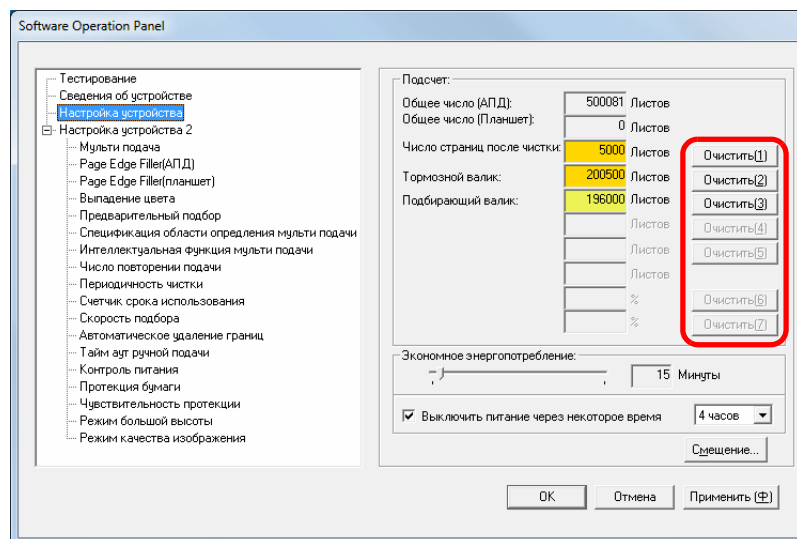 Software Operation Panel
Тестирование
Сведения об устройстве
Настройка устройства
Настройка устройства 2
Мульти подача
Page Edge Filler(АПД)
Page Edge Filler(планшет)
Выпадение цвета
Предварительный подбор
Спецификация области опредления мульти подачи
Интеллектуальная функция мульти подачи
Число повторении подачи
Периодичность чистки
Счетчик срока использования
Скорость подбора
Автоматическое удаление границ
Тайм аут ручной подачи
Контроль питания
Протекция бумаги
Чувствительность протекции
Режим большой высоты
Режим качества изображения
Подсчет:
Общее число (АПД): 500081 Листов
Общее число (Планшет): 0 Листов
Число страниц после чистки: 5000 Листов Очистить(1)
Тормозной валик: 200500 Листов Очистить(2)
Подбирающий валик: 196000 Листов Очистить(3)
Листов Очистить(4)
Листов Очистить(5)
Листов
% Очистить(6)
% Очистить(7)
Экономное энергопотребление:
15 Минуты
Выключить питание через некоторое время 4 часов
Смещение...
OK Отмена Применить (Ф)